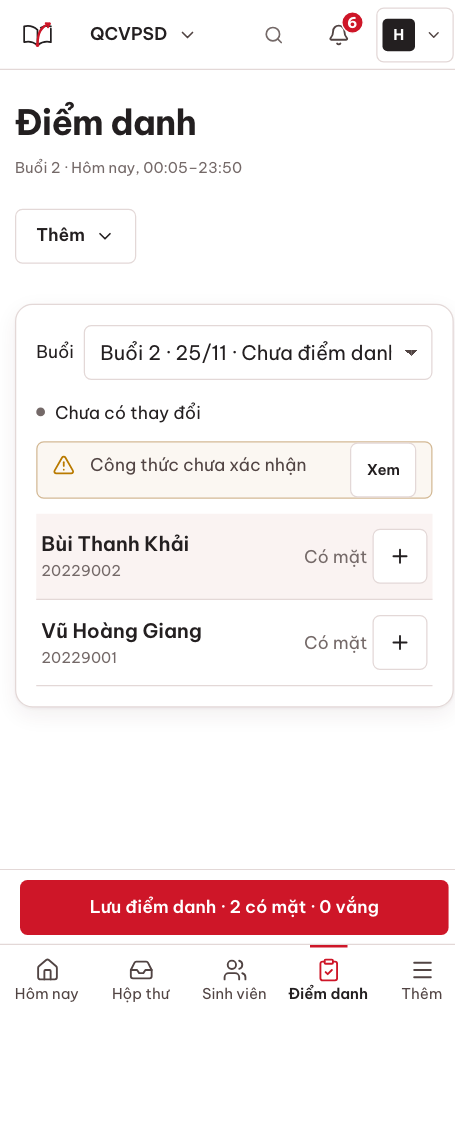 QCVPSD
6
H
Điểm danh
Buổi 2 · Hôm nay, 00:05–23:50
Thêm
Buổi
Buổi 2 · 25/11 · Chưa điểm danl
Chưa có thay đổi
Công thức chưa xác nhận
Xem
Bùi Thanh Khải
20229002
Có mặt
Vũ Hoàng Giang
20229001
Có mặt
Lưu điểm danh · 2 có mặt · 0 vắng
Hôm nay
Hộp thư
Sinh viên
Điểm danh
Thêm